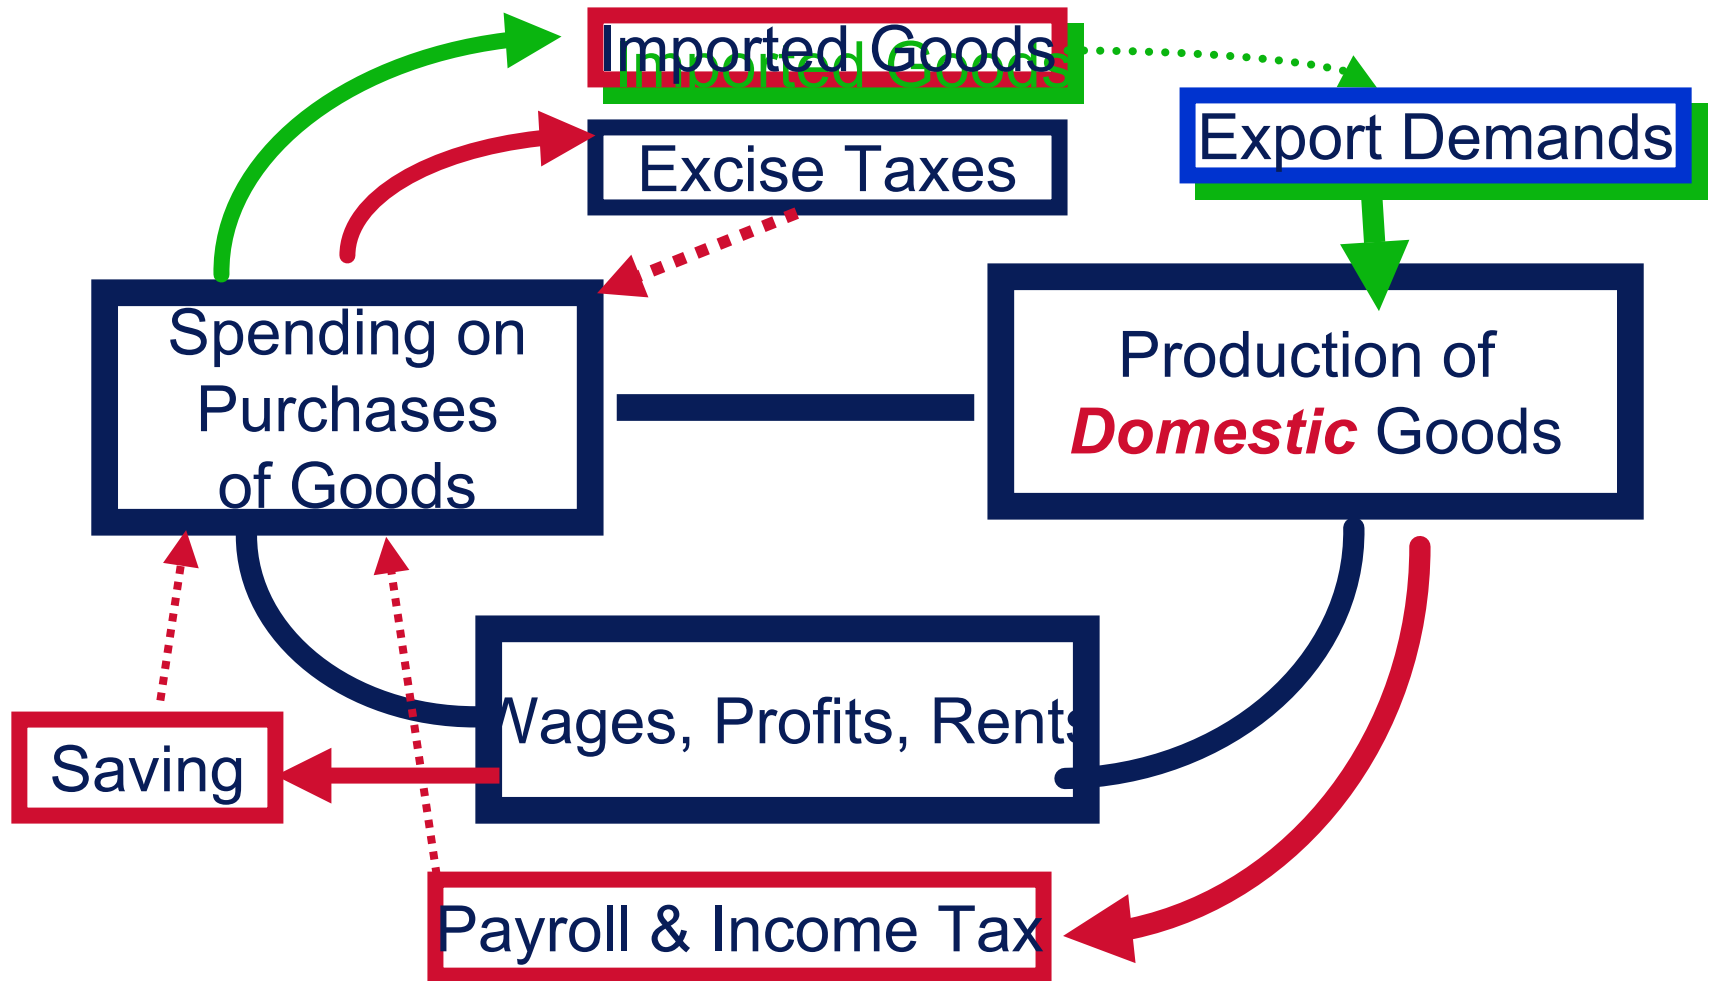 Imported Goods
Export Demands
Excise Taxes
Spending on
Purchases
of Goods
Production of
Domestic Goods
Wages, Profits, Rents
Saving
Payroll & Income Tax